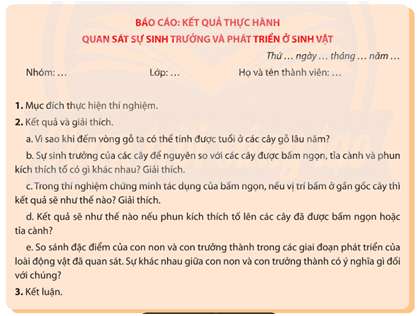 BÁO CÁO: KẾT QUẢ THỰC HÀNH
QUAN SÁT SỰ SINH TRƯỞNG VÀ PHÁT TRIỂN Ở SINH VẬT
Thứ ... ngày ... tháng ... năm ...
Nhóm: ... Lớp: ... Họ và tên thành viên: ...
1. Mục đích thực hiện thí nghiệm.
2. Kết quả và giải thích.
a. Vì sao khi đếm vòng gỗ ta có thể tính được tuổi ở các cây gỗ lâu năm?
b. Sự sinh trưởng của các cây để nguyên so với các cây được bấm ngọn, tỉa cành và phun
kích thích tố có gì khác nhau? Giải thích.
c. Trong thí nghiệm chứng minh tác dụng của bấm ngọn, nếu vị trí bấm ở gần gốc cây thì
kết quả sẽ như thế nào? Giải thích.
d. Kết quả sẽ như thế nào nếu phun kích thích tố lên các cây đã được bấm ngọn hoặc
tỉa cành?
e. So sánh đặc điểm của con non và con trưởng thành trong các giai đoạn phát triển của
loài động vật đã quan sát. Sự khác nhau giữa con non và con trưởng thành có ý nghĩa gì đối
với chúng?
3. Kết luận.